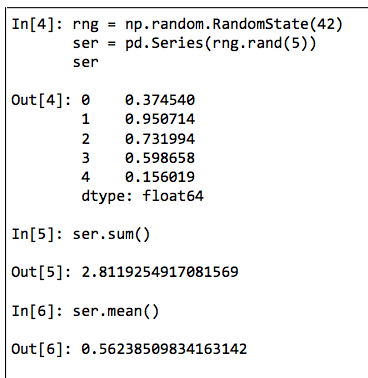 In[4]: rng = np.random.RandomState(42)
       ser = pd.Series(rng.rand(5))
       ser
Out[4]: 0    0.374540
        1    0.950714
        2    0.731994
        3    0.598658
        4    0.156019
        dtype: float64
In[5]: ser.sum()
Out[5]: 2.8119254917081569
In[6]: ser.mean()
Out[6]: 0.56238509834163142